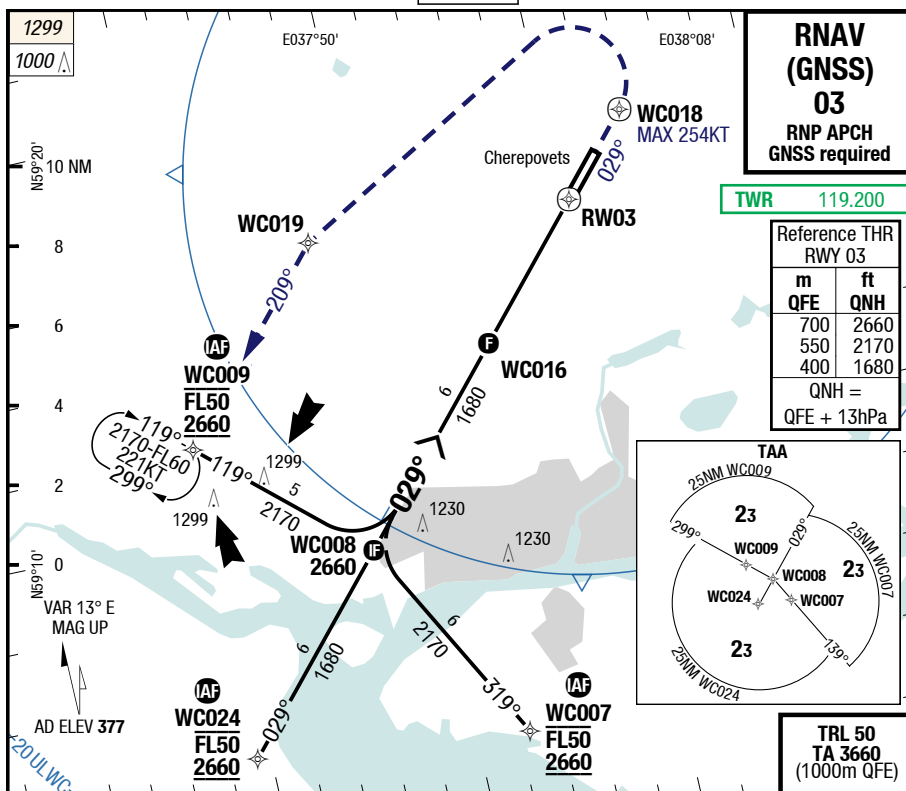 1299
1000
E037°50'
E038°08'
RNAV
(GNSS)
03
RNP APCH
GNSS required
WC018
MAX 254KT
N59°20'
10 NM
Cherepovets
029°
TWR 119.200
RW03
WC019
8
Reference THR
RWY 03
m ft
QFE QNH
700 2660
550 2170
400 1680
QNH =
QFE + 13hPa
209°
6
IAF
WC009
FL50
2660
F
WC016
6
1680
4
119°
2170-FL60
221KT
299°
119°
1299
5
2170
029°
2
1299
1230
1230
WC008
2660
IF
N59°10'
0
TAA
25NM WC009
23
299°
029°
WC009
WC008
WC024
WC007
23
25NM WC007
139°
23
25NM WC024
VAR 13° E
MAG UP
6
1680
6
2170
AD ELEV 377
IAF
WC024
FL50
2660
029°
319°
IAF
WC007
FL50
2660
TRL 50
TA 3660
(1000m QFE)
20 ULWC